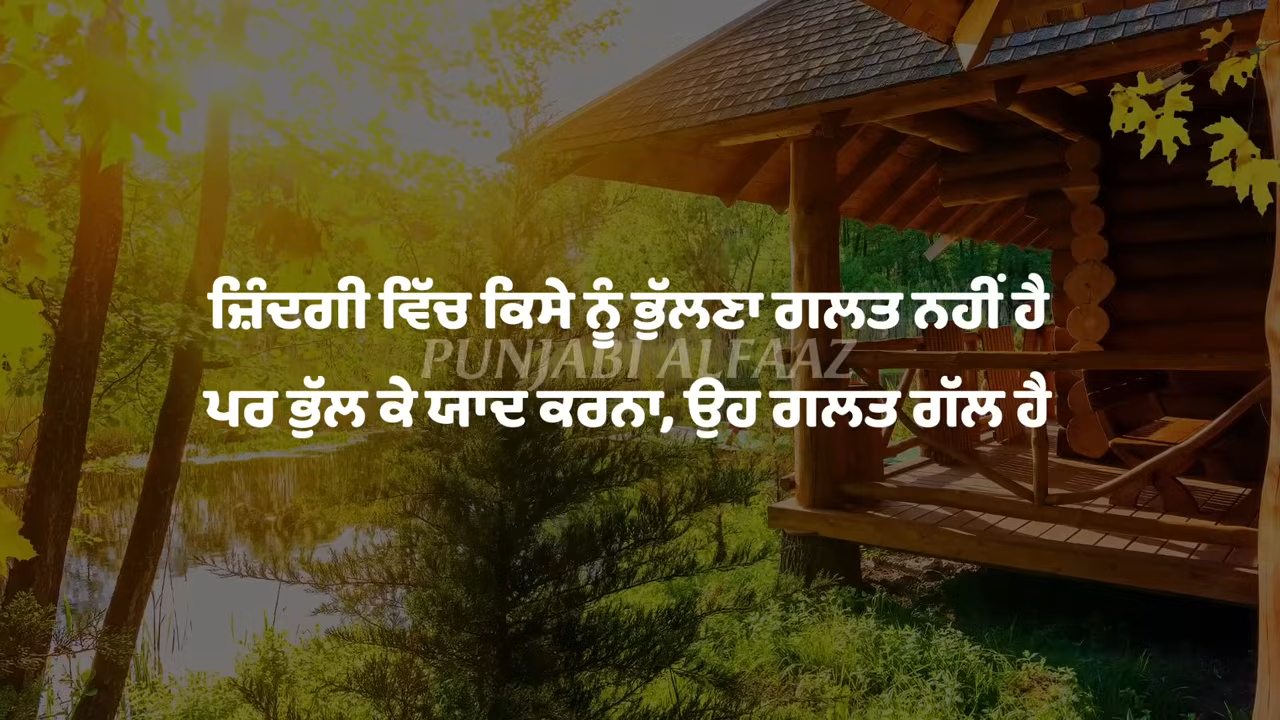 ਜ਼ਿੰਦਗੀ ਵਿੱਚ ਕਿਸੇ ਨੂੰ ਭੁੱਲਣਾ ਗਲਤ ਨਹੀਂ ਹੈ
PUNJABI ALFAAZ
ਪਰ ਭੁੱਲ ਕੇ ਯਾਦ ਕਰਨਾ, ਉਹ ਗਲਤ ਗੱਲ ਹੈ